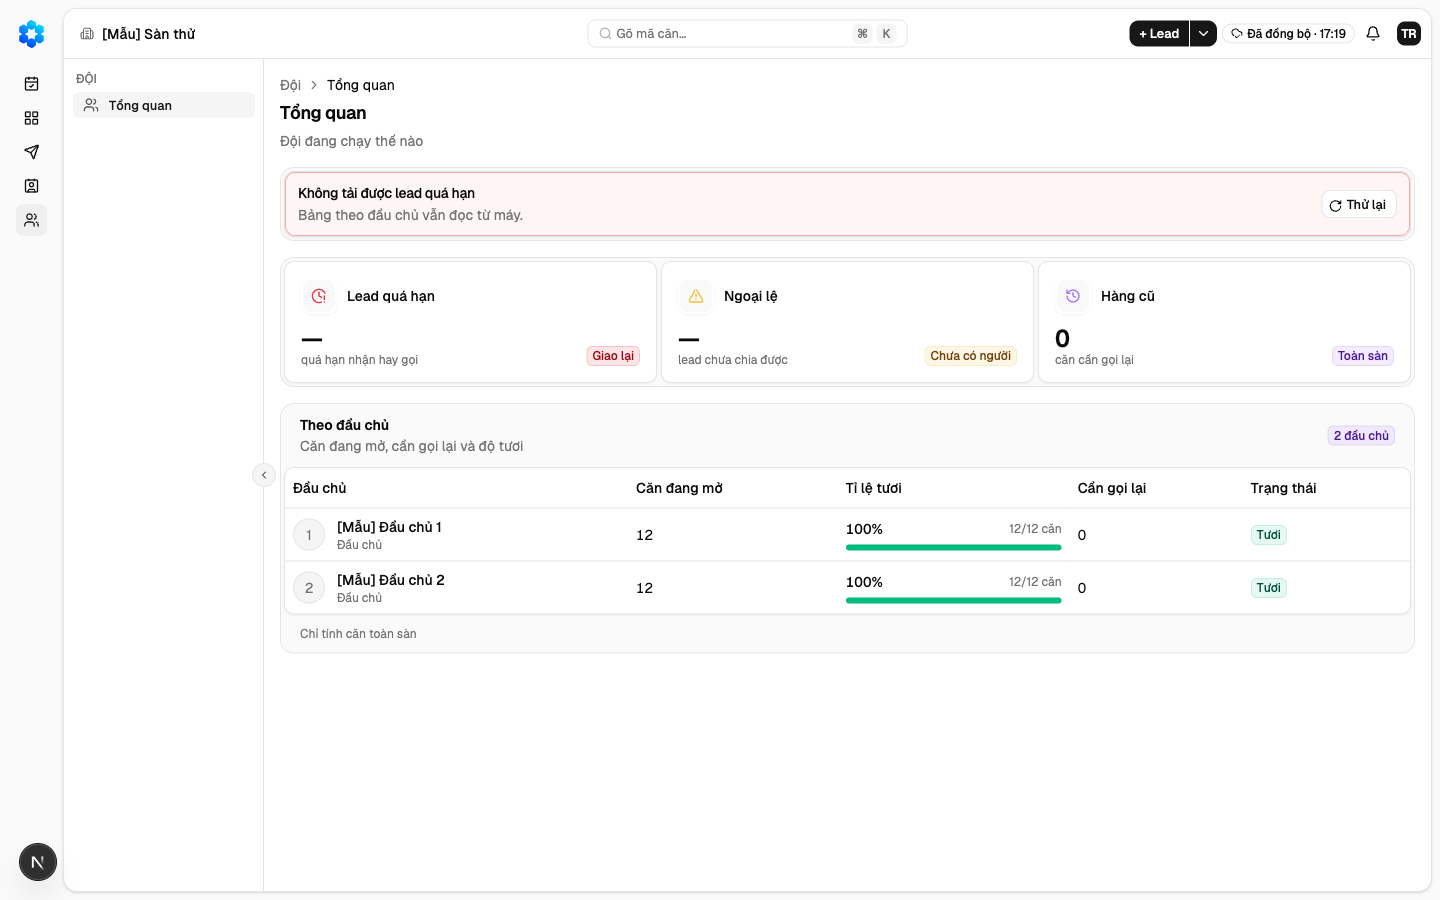 [Mẫu] Sàn thử
Gõ mã căn...
⌘ K
+ Lead
Đã đồng bộ · 17:19
TR
ĐỘI
Tổng quan
Đội > Tổng quan
Tổng quan
Đội đang chạy thế nào
Không tải được lead quá hạn
Bảng theo đầu chủ vẫn đọc từ máy.
Thử lại
Lead quá hạn
—
quá hạn nhận hay gọi
Giao lại
Ngoại lệ
—
lead chưa chia được
Chưa có người
Hàng cũ
0
căn cần gọi lại
Toàn sàn
Theo đầu chủ
Căn đang mở, cần gọi lại và độ tươi
2 đầu chủ
Đầu chủ Căn đang mở Tỉ lệ tươi Cần gọi lại Trạng thái
1 [Mẫu] Đầu chủ 1 12 100% 12/12 căn 0 Tươi
Đầu chủ
2 [Mẫu] Đầu chủ 2 12 100% 12/12 căn 0 Tươi
Đầu chủ
Chỉ tính căn toàn sàn
N